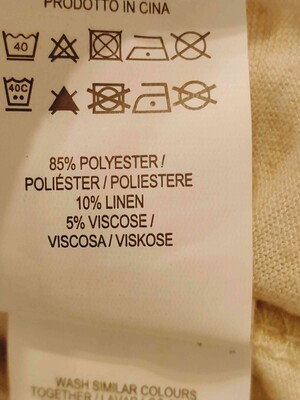 PRODOTTO IN CINA
40
40C
85% POLYESTER /
POLIÉSTER / POLIESTERE
10% LINEN
5% VISCOSE /
VISCOSA / VISKOSE
WASH SIMILAR COLOURS
TOGETHER / LAVAR